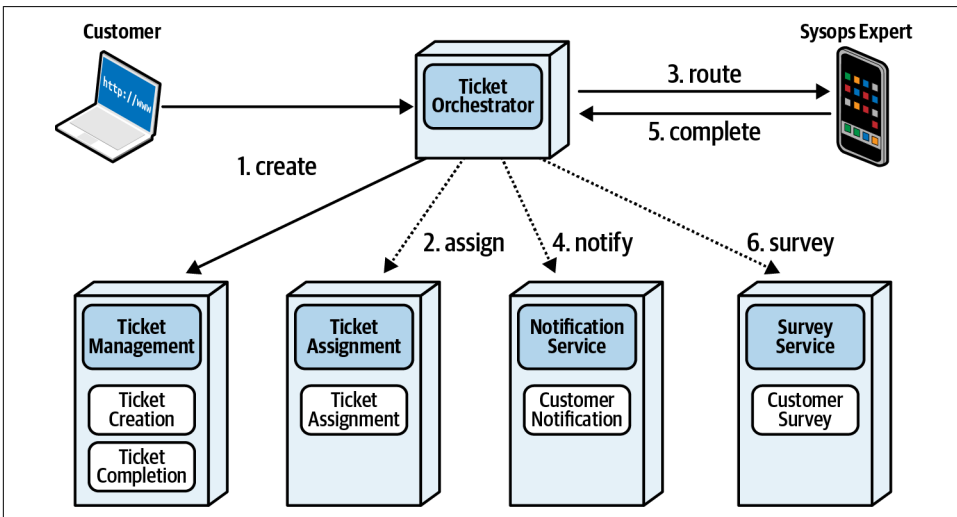 Customer
Sysops Expert
http://www
Ticket
Orchestrator
3. route
5. complete
1. create
2. assign
4. notify
6. survey
Ticket
Management
Ticket
Creation
Ticket
Completion
Ticket
Assignment
Ticket
Assignment
Notification
Service
Customer
Notification
Survey
Service
Customer
Survey